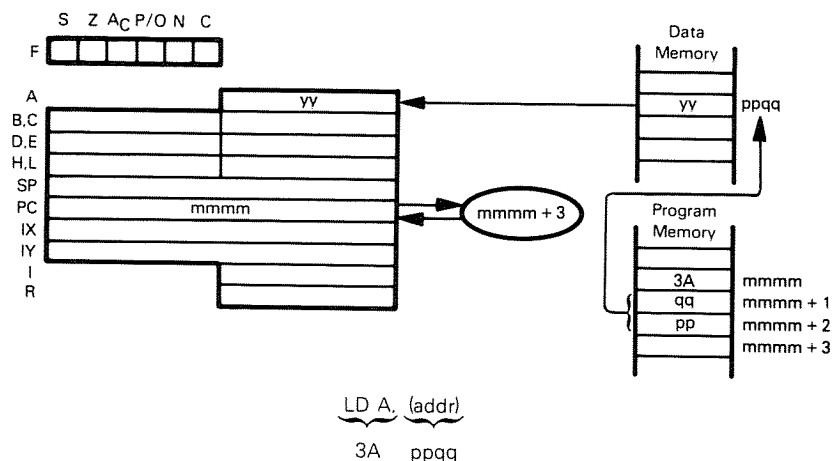 S Z AC P/O N C
F
Data
Memory
A yy
yy ppqq
B,C
D,E
H,L
SP
PC mmmm
mmmm + 3
IX
IY
I
R
Program
Memory
3A mmmm
qq mmmm + 1
pp mmmm + 2
mmmm + 3
LD A, (addr)
3A ppqq